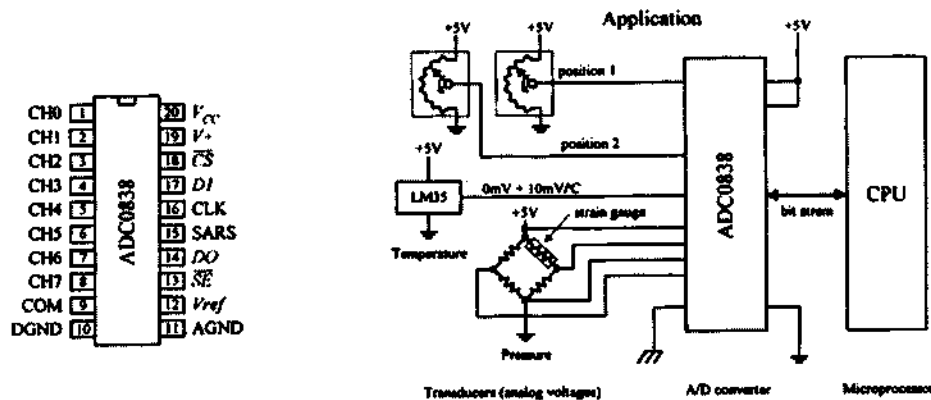 CH0 1 20 VCC
CH1 2 19 V+
CH2 3 18 CS
CH3 4 17 DI
CH4 5 16 CLK
CH5 6 15 SARS
CH6 7 14 DO
CH7 8 13 SE
COM 9 12 Vref
DGND 10 11 AGND
ADC0838
Application
+5V
+5V
+5V
position 1
position 2
+5V
LM35
0mV + 10mV/°C
+5V
strain gauge
Temperature
Pressure
ADC0838
bit strem
CPU
Transducers (analog voltages)
A/D converter
Microprocessor